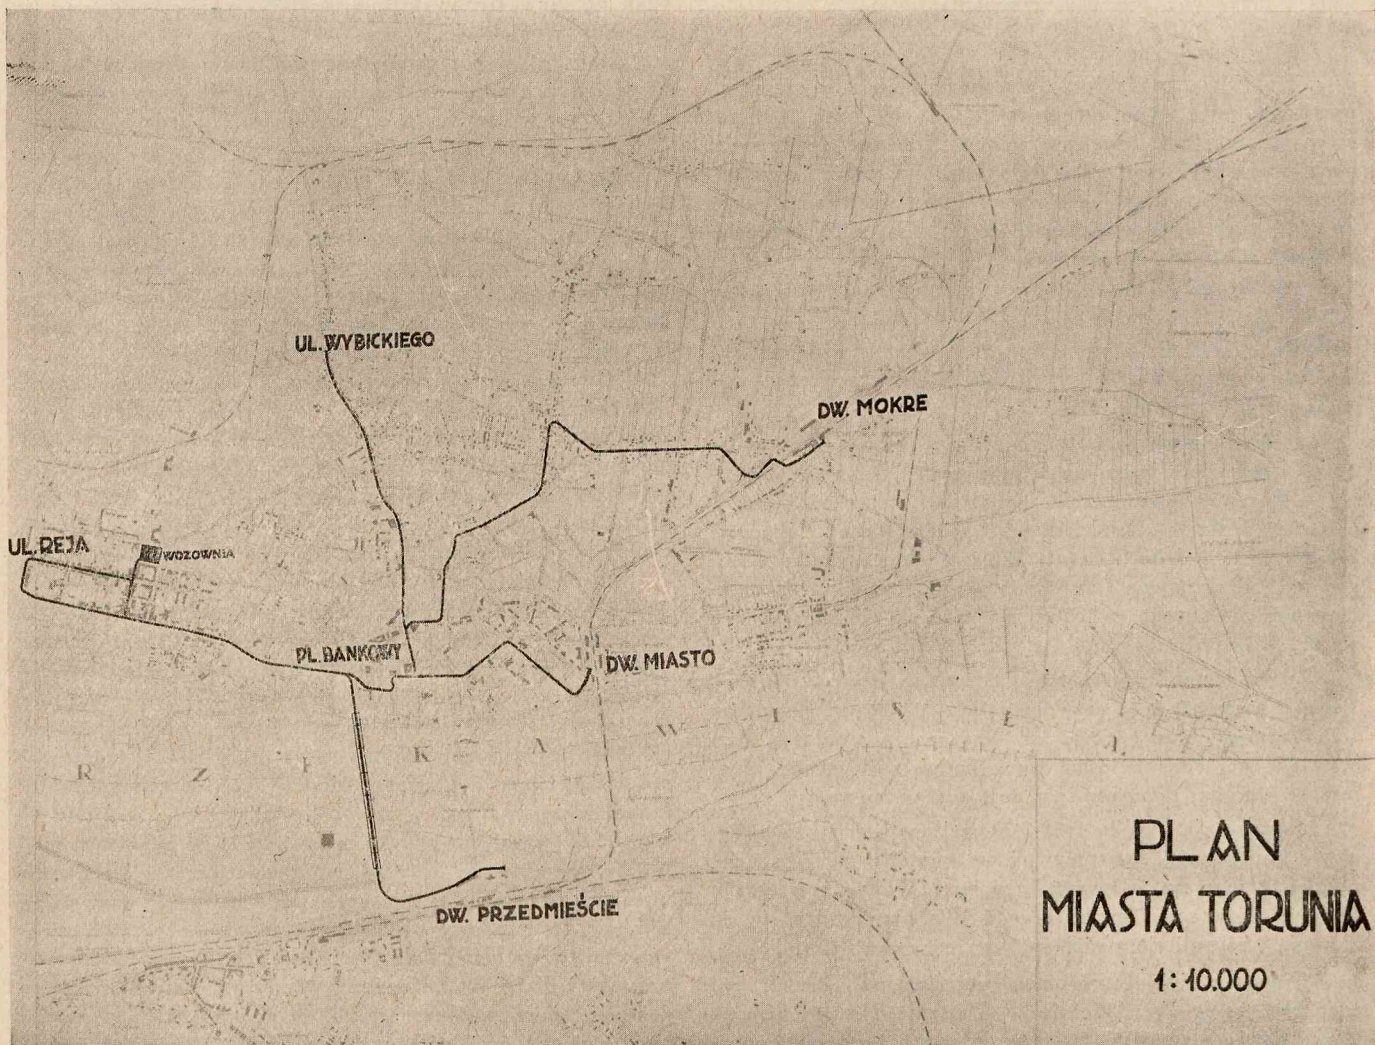 UL. WYBICKIEGO
DW. MOKRE
UL. REJA
WOZOWNIA
PL. BANKOWY
DW. MIASTO
R Z E K A W I S Ł A.
DW. PRZEDMIEŚCIE
PLAN
MIASTA TORUNIA
1:10.000